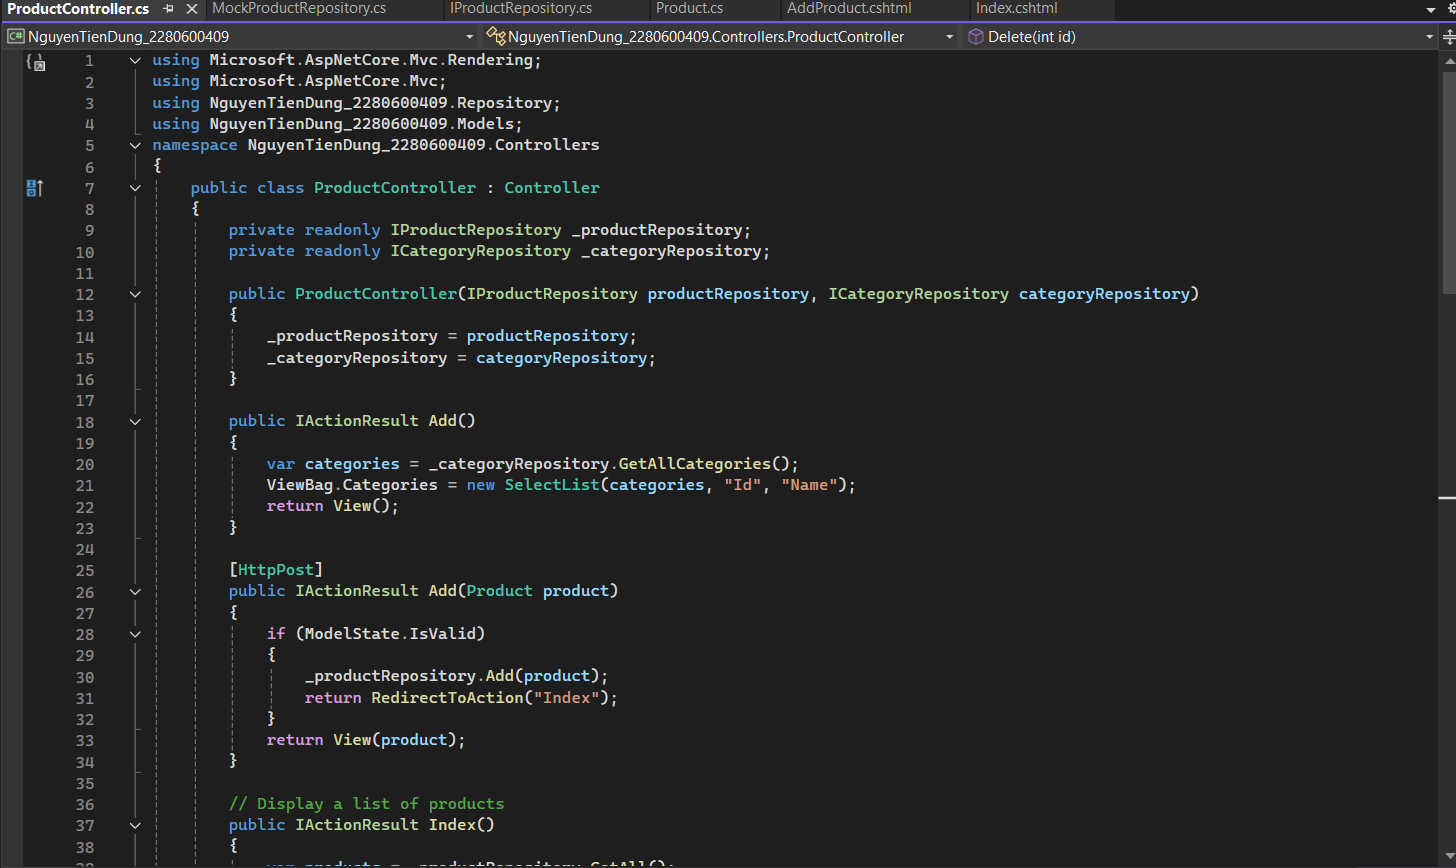 ProductController.cs MockProductRepository.cs IProductRepository.cs Product.cs AddProduct.cshtml Index.cshtml
C# NguyenTienDung_2280600409 NguyenTienDung_2280600409.Controllers.ProductController Delete(int id)
1 using Microsoft.AspNetCore.Mvc.Rendering;
2 using Microsoft.AspNetCore.Mvc;
3 using NguyenTienDung_2280600409.Repository;
4 using NguyenTienDung_2280600409.Models;
5 namespace NguyenTienDung_2280600409.Controllers
6 {
7 public class ProductController : Controller
8 {
9 private readonly IProductRepository _productRepository;
10 private readonly ICategoryRepository _categoryRepository;
11
12 public ProductController(IProductRepository productRepository, ICategoryRepository categoryRepository)
13 {
14 _productRepository = productRepository;
15 _categoryRepository = categoryRepository;
16 }
17
18 public IActionResult Add()
19 {
20 var categories = _categoryRepository.GetAllCategories();
21 ViewBag.Categories = new SelectList(categories, "Id", "Name");
22 return View();
23 }
24
25 [HttpPost]
26 public IActionResult Add(Product product)
27 {
28 if (ModelState.IsValid)
29 {
30 _productRepository.Add(product);
31 return RedirectToAction("Index");
32 }
33 return View(product);
34 }
35
36 // Display a list of products
37 public IActionResult Index()
38 {
39 var products = _productRepository.GetAll();